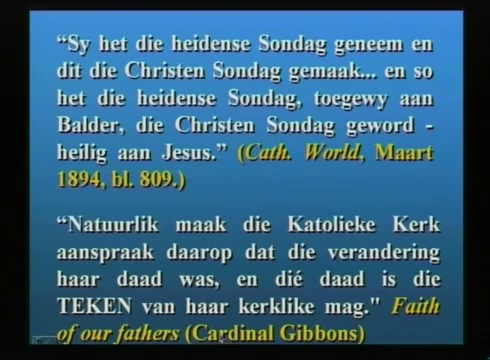 “Sy het die heidense Sondag geneem en
dit die Christen Sondag gemaak... en so
het die heidense Sondag, toegewy aan
Balder, die Christen Sondag geword -
heilig aan Jesus.” (Cath. World, Maart
1894, bl. 809.)
“Natuurlik maak die Katolieke Kerk
aanspraak daarop dat die verandering
haar daad was, en dié daad is die
TEKEN van haar kerklike mag." Faith
of our fathers (Cardinal Gibbons)